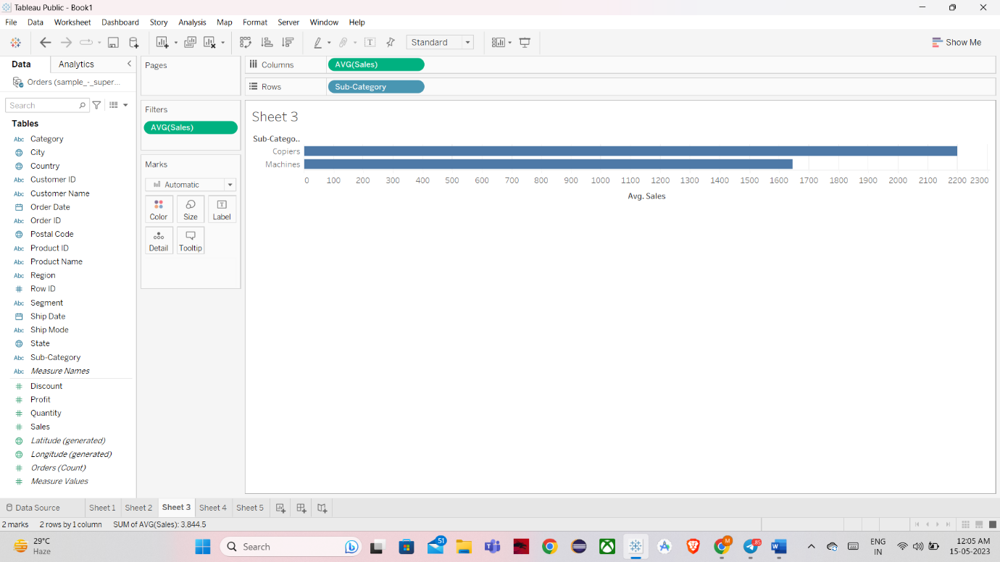 Tableau Public - Book1
File Data Worksheet Dashboard Story Analysis Map Format Server Window Help
Standard
Show Me
Data Analytics
Orders (sample_-_super...
Search
Tables
Abc Category
City
Country
Abc Customer ID
Abc Customer Name
Order Date
Abc Order ID
Postal Code
Abc Product ID
Abc Product Name
Abc Region
# Row ID
Abc Segment
Ship Date
Abc Ship Mode
State
Abc Sub-Category
Abc Measure Names
# Discount
# Profit
# Quantity
# Sales
Latitude (generated)
Longitude (generated)
# Orders (Count)
# Measure Values
Pages
Filters
AVG(Sales)
Marks
Automatic
Color Size Label
Detail Tooltip
Columns AVG(Sales)
Rows Sub-Category
Sheet 3
Sub-Catego..
Copiers
Machines
0 100 200 300 400 500 600 700 800 900 1000 1100 1200 1300 1400 1500 1600 1700 1800 1900 2000 2100 2200 2300
Avg. Sales
Data Source Sheet 1 Sheet 2 Sheet 3 Sheet 4 Sheet 5
2 marks 2 rows by 1 column SUM of AVG(Sales): 3,844.5
29°C
Haze
Search
51
M
85
ENG
IN
12:05 AM
15-05-2023